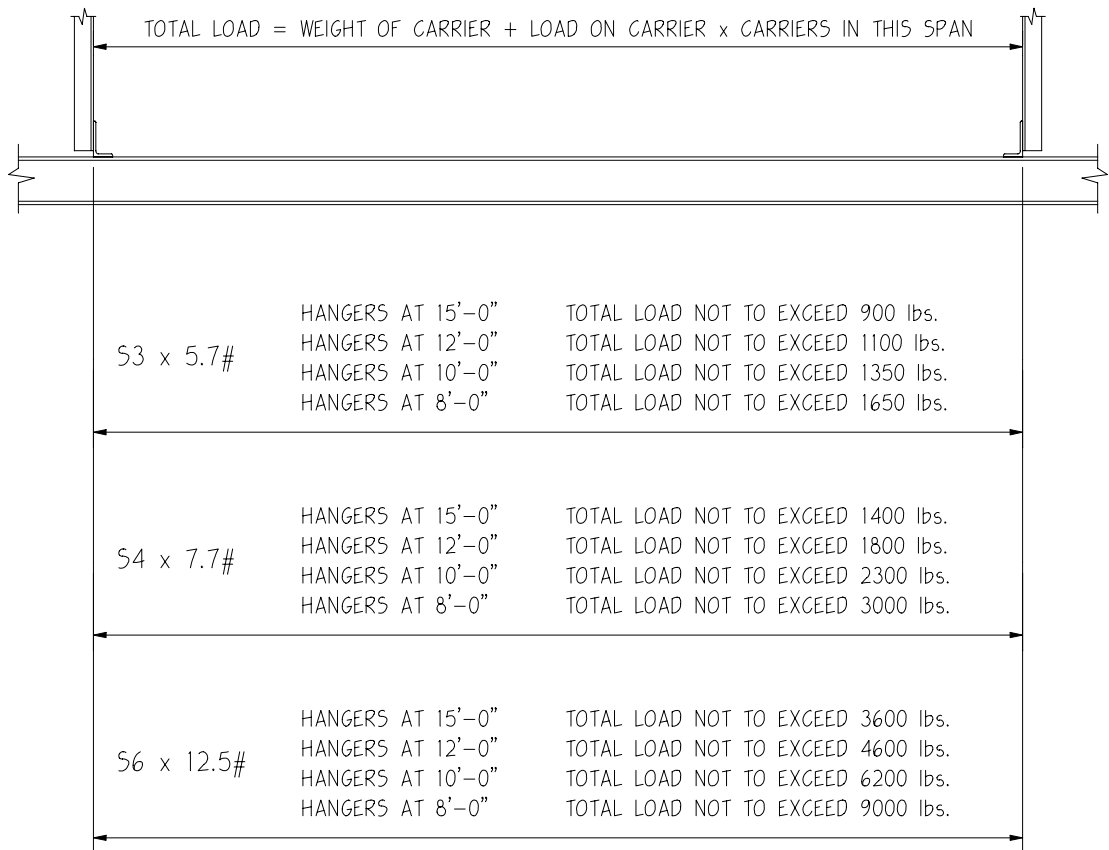 TOTAL LOAD = WEIGHT OF CARRIER + LOAD ON CARRIER x CARRIERS IN THIS SPAN
S3 x 5.7#
HANGERS AT 15'-0" TOTAL LOAD NOT TO EXCEED 900 lbs.
HANGERS AT 12'-0" TOTAL LOAD NOT TO EXCEED 1100 lbs.
HANGERS AT 10'-0" TOTAL LOAD NOT TO EXCEED 1350 lbs.
HANGERS AT 8'-0" TOTAL LOAD NOT TO EXCEED 1650 lbs.
S4 x 7.7#
HANGERS AT 15'-0" TOTAL LOAD NOT TO EXCEED 1400 lbs.
HANGERS AT 12'-0" TOTAL LOAD NOT TO EXCEED 1800 lbs.
HANGERS AT 10'-0" TOTAL LOAD NOT TO EXCEED 2300 lbs.
HANGERS AT 8'-0" TOTAL LOAD NOT TO EXCEED 3000 lbs.
S6 x 12.5#
HANGERS AT 15'-0" TOTAL LOAD NOT TO EXCEED 3600 lbs.
HANGERS AT 12'-0" TOTAL LOAD NOT TO EXCEED 4600 lbs.
HANGERS AT 10'-0" TOTAL LOAD NOT TO EXCEED 6200 lbs.
HANGERS AT 8'-0" TOTAL LOAD NOT TO EXCEED 9000 lbs.